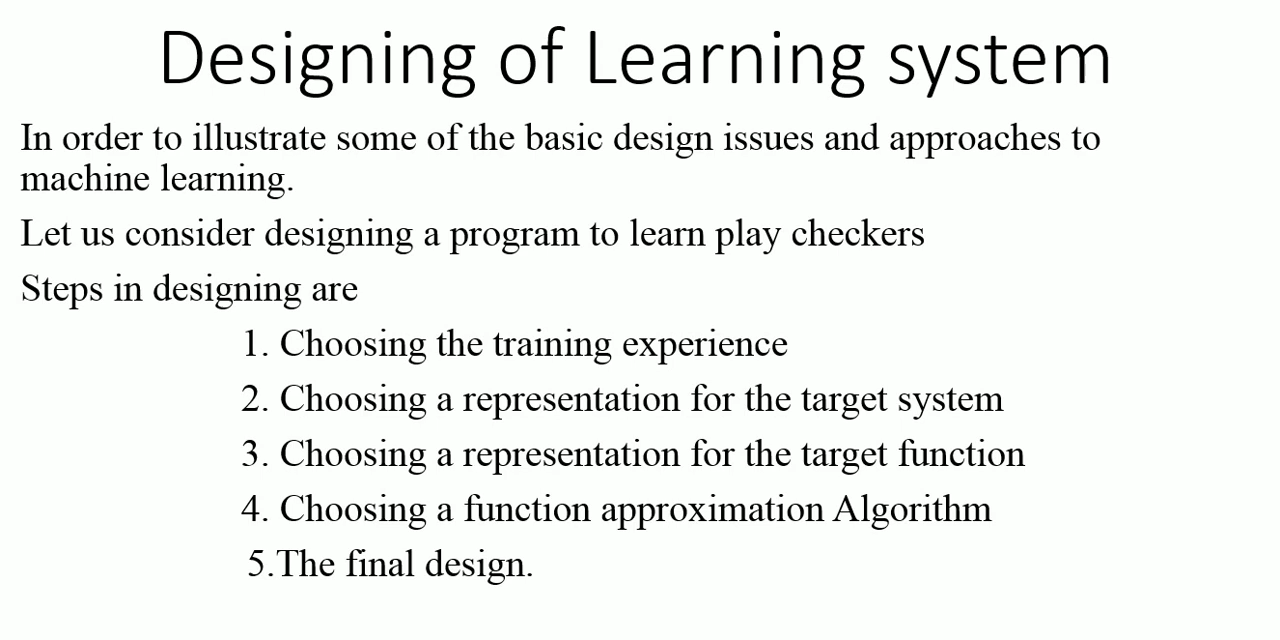 Designing of Learning system
In order to illustrate some of the basic design issues and approaches to
machine learning.
Let us consider designing a program to learn play checkers
Steps in designing are
1. Choosing the training experience
2. Choosing a representation for the target system
3. Choosing a representation for the target function
4. Choosing a function approximation Algorithm
5.The final design.